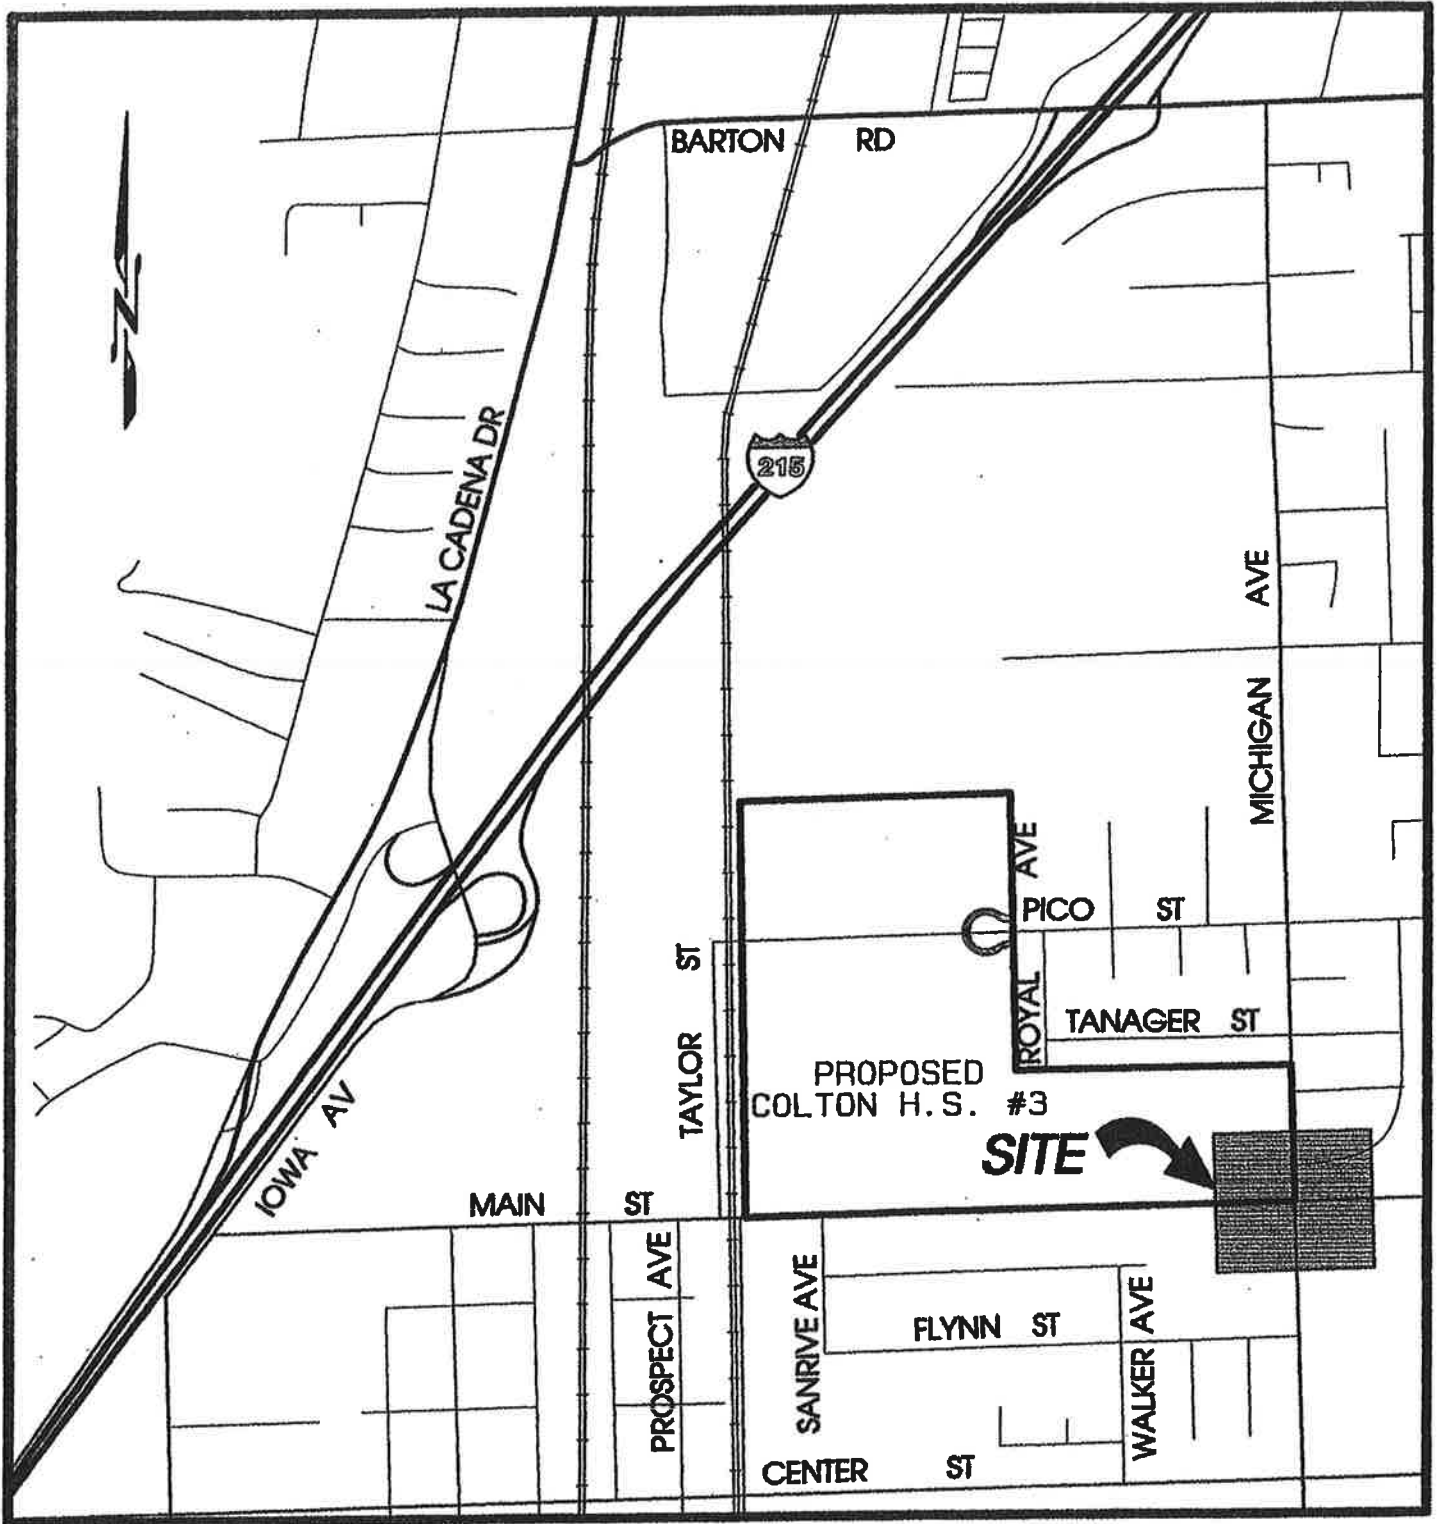 BARTON RD
LA CADENA DR
215
MICHIGAN AVE
ROYAL AVE
PICO ST
TAYLOR ST
TANAGER ST
PROPOSED
COLTON H.S. #3
SITE
IOWA AV
MAIN ST
PROSPECT AVE
SANRIVE AVE
FLYNN ST
WALKER AVE
CENTER ST